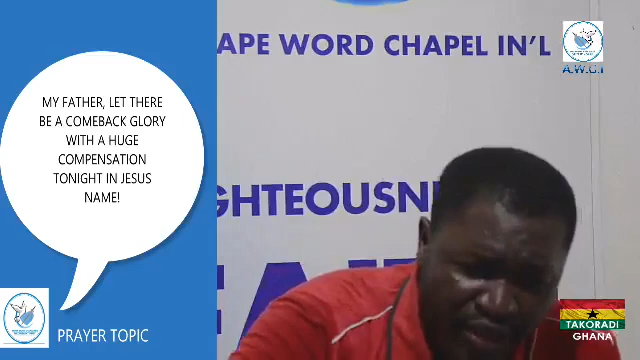 MY FATHER, LET THERE
BE A COMEBACK GLORY
WITH A HUGE
COMPENSATION
TONIGHT IN JESUS
NAME!
PRAYER TOPIC
APE WORD CHAPEL IN'L
GHTEOUSN
A.W.C.I
TAKORADI
GHANA